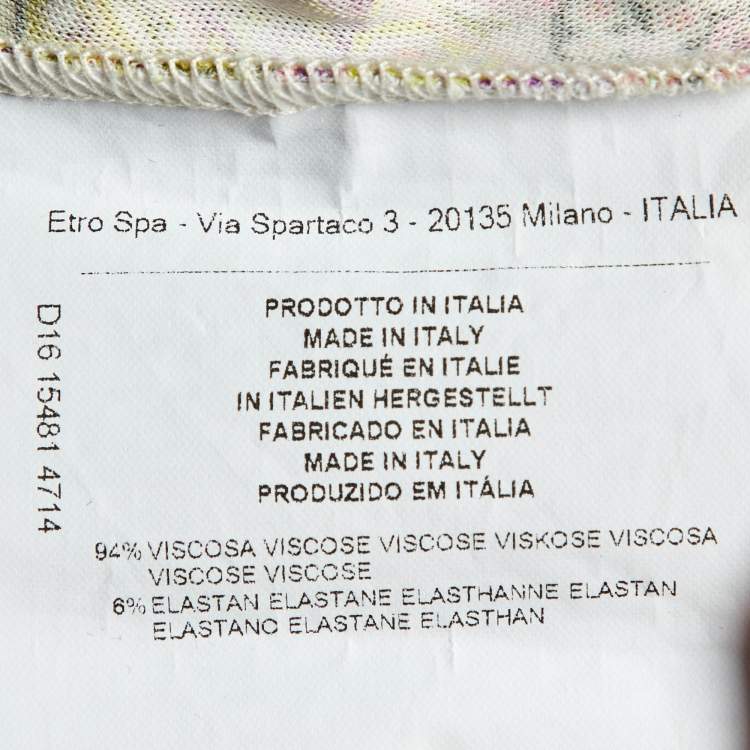 Etro Spa - Via Spartaco 3 - 20135 Milano - ITALIA
D16 15481 4714
PRODOTTO IN ITALIA
MADE IN ITALY
FABRIQUÉ EN ITALIE
IN ITALIEN HERGESTELLT
FABRICADO EN ITALIA
MADE IN ITALY
PRODUZIDO EM ITÁLIA
94% VISCOSA VISCOSE VISCOSE VISKOSE VISCOSA
VISCOSE VISCOSE
6% ELASTAN ELASTANE ELASTHANNE ELASTAN
ELASTANO ELASTANE ELASTHAN